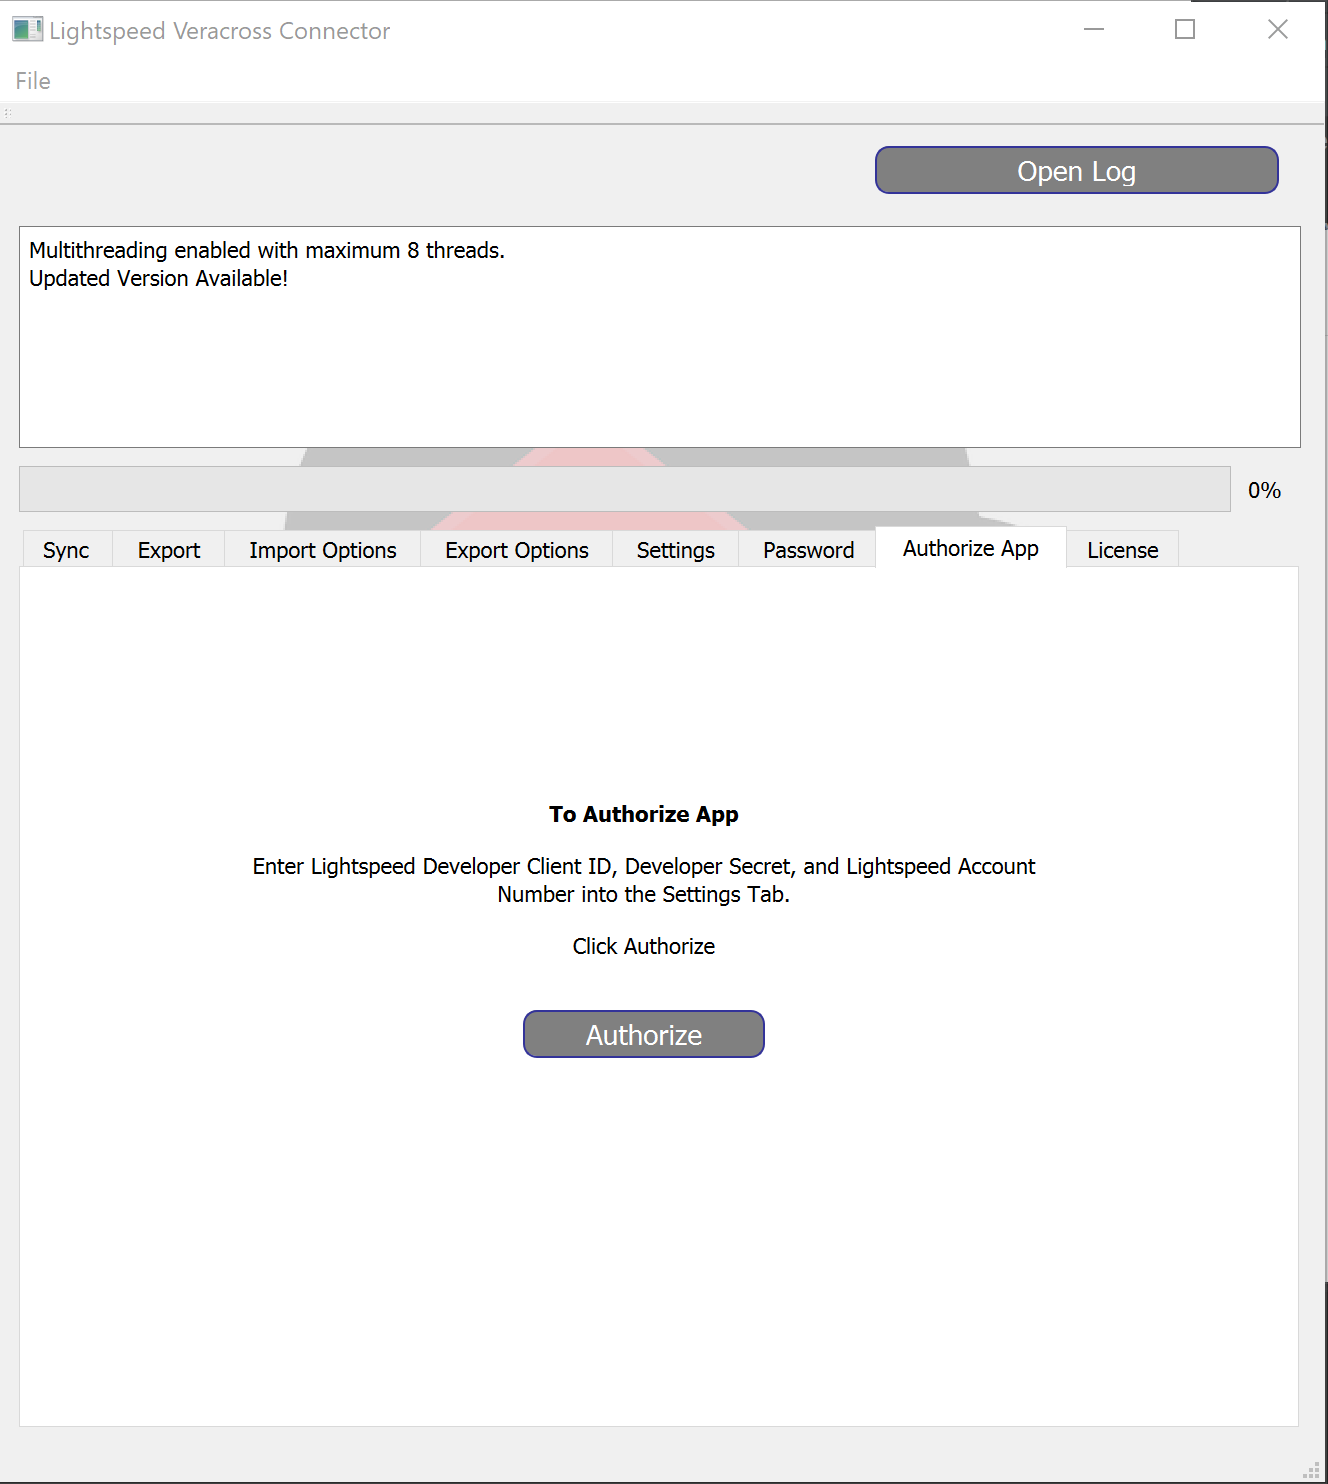 Lightspeed Veracross Connector
File
Open Log
Multithreading enabled with maximum 8 threads.
Updated Version Available!
0%
Sync Export Import Options Export Options Settings Password Authorize App License
To Authorize App
Enter Lightspeed Developer Client ID, Developer Secret, and Lightspeed Account
Number into the Settings Tab.
Click Authorize
Authorize